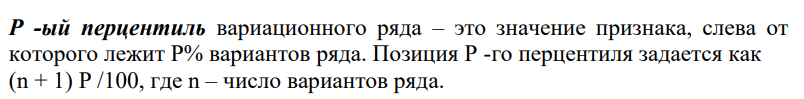 P -ый перцентиль вариационного ряда – это значение признака, слева от
которого лежит P% вариантов ряда. Позиция P -го перцентиля задается как
(n + 1) P /100, где n – число вариантов ряда.